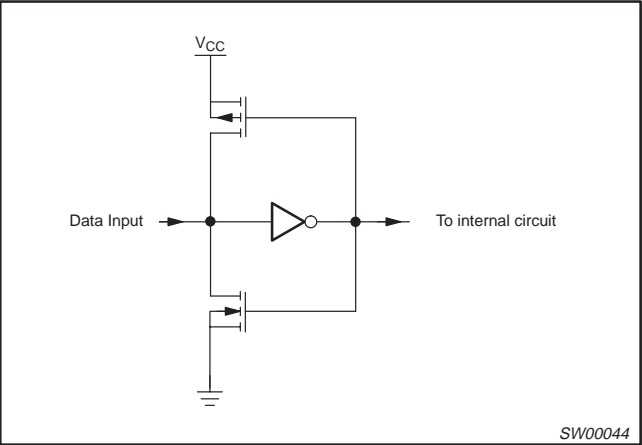 VCC
Data Input
To internal circuit
SW00044